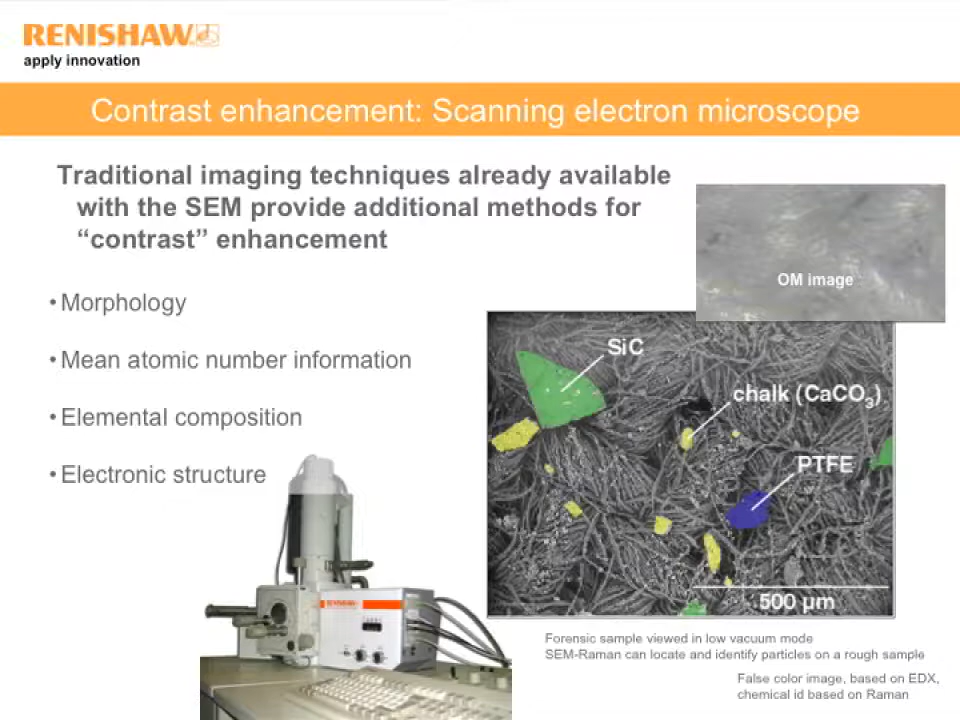 RENISHAW
apply innovation
Contrast enhancement: Scanning electron microscope
Traditional imaging techniques already available
with the SEM provide additional methods for
“contrast” enhancement
• Morphology
• Mean atomic number information
• Elemental composition
• Electronic structure
OM image
SiC
chalk (CaCO₃)
PTFE
500 µm
RENISHAW
Forensic sample viewed in low vacuum mode
SEM-Raman can locate and identify particles on a rough sample
False color image, based on EDX,
chemical id based on Raman